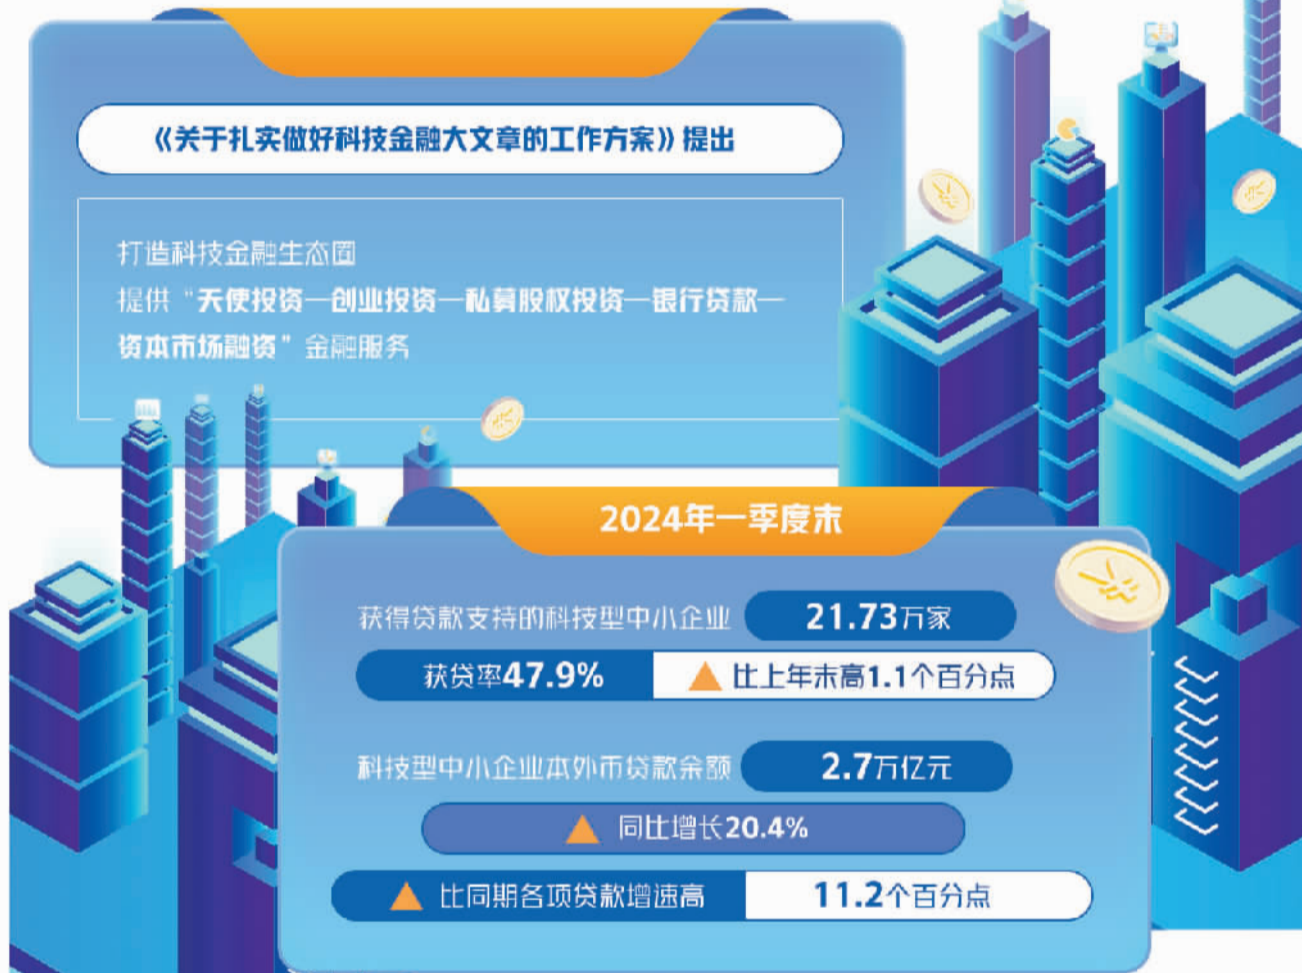 《关于扎实做好科技金融大文章的工作方案》提出
打造科技金融生态圈
提供“天使投资—创业投资—私募股权投资—银行贷款—
资本市场融资”金融服务
2024年一季度末
获得贷款支持的科技型中小企业 21.73万家
获贷率47.9% 比上年末高1.1个百分点
科技型中小企业本外币贷款余额 2.7万亿元
同比增长20.4%
比同期各项贷款增速高 11.2个百分点